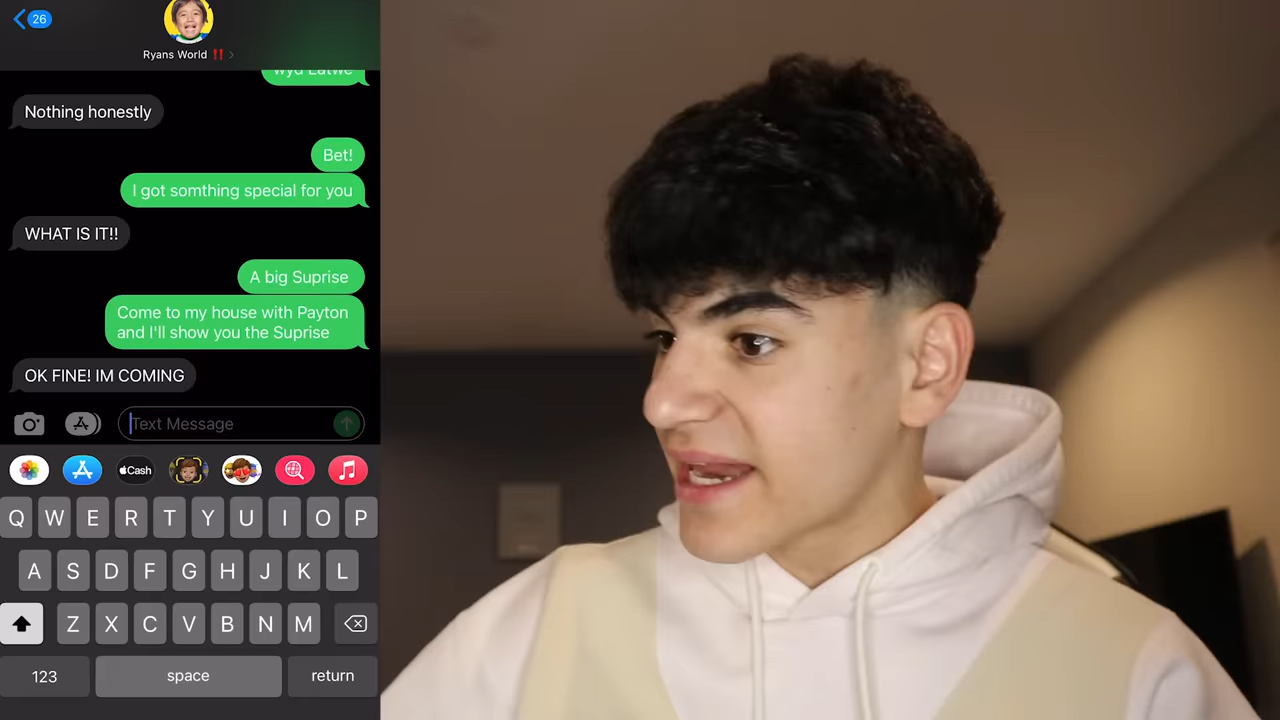 26
Ryans World ‼️
wyd Latwe
Nothing honestly
Bet!
I got somthing special for you
WHAT IS IT!!
A big Suprise
Come to my house with Payton
and I'll show you the Suprise
OK FINE! IM COMING
Text Message
Cash
Q W E R T Y U I O P
A S D F G H J K L
Z X C V B N M
123 space return